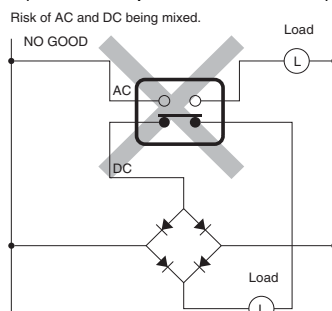 Risk of AC and DC being mixed.
Load
NO GOOD
L
AC
DC
Load
L